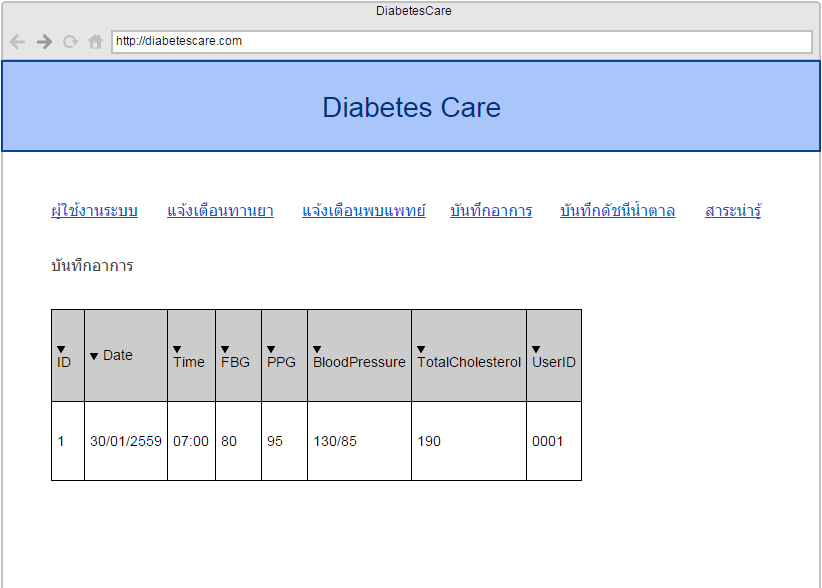 DiabetesCare
http://diabetescare.com
Diabetes Care
ผู้ใช้งานระบบ แจ้งเตือนทานยา แจ้งเตือนพบแพทย์ บันทึกอาการ บันทึกดัชนีน้ำตาล สาระน่ารู้
บันทึกอาการ
ID Date Time FBG PPG BloodPressure TotalCholesterol UserID
1 30/01/2559 07:00 80 95 130/85 190 0001